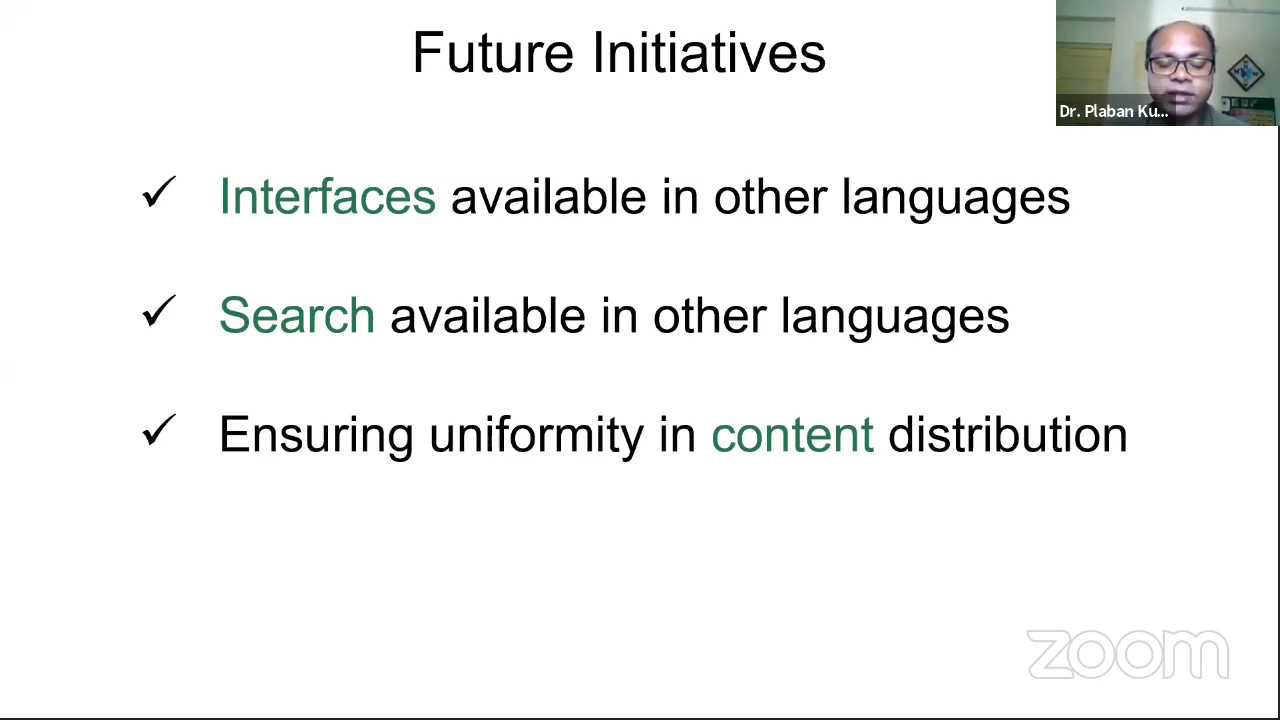 Future Initiatives
Dr. Plaban Ku...
✓ Interfaces available in other languages
✓ Search available in other languages
✓ Ensuring uniformity in content distribution
zoom